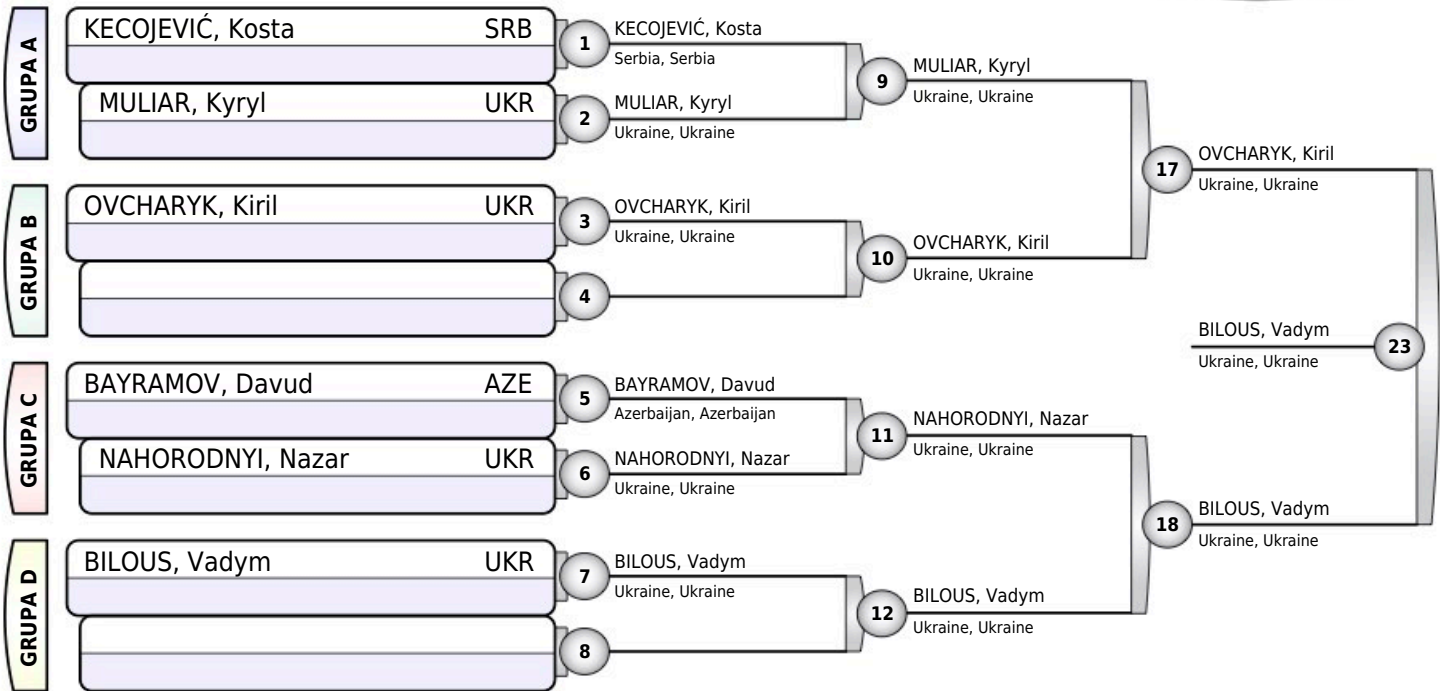 GRUPA A
KECOJEVIĆ, Kosta SRB
MULIAR, Kyryl UKR
1
KECOJEVIĆ, Kosta
Serbia, Serbia
2
MULIAR, Kyryl
Ukraine, Ukraine
9
MULIAR, Kyryl
Ukraine, Ukraine
GRUPA B
OVCHARYK, Kiril UKR
3
OVCHARYK, Kiril
Ukraine, Ukraine
4
10
OVCHARYK, Kiril
Ukraine, Ukraine
17
OVCHARYK, Kiril
Ukraine, Ukraine
GRUPA C
BAYRAMOV, Davud AZE
NAHORODNYI, Nazar UKR
5
BAYRAMOV, Davud
Azerbaijan, Azerbaijan
6
NAHORODNYI, Nazar
Ukraine, Ukraine
11
NAHORODNYI, Nazar
Ukraine, Ukraine
GRUPA D
BILOUS, Vadym UKR
7
BILOUS, Vadym
Ukraine, Ukraine
8
12
BILOUS, Vadym
Ukraine, Ukraine
18
BILOUS, Vadym
Ukraine, Ukraine
BILOUS, Vadym
Ukraine, Ukraine
23